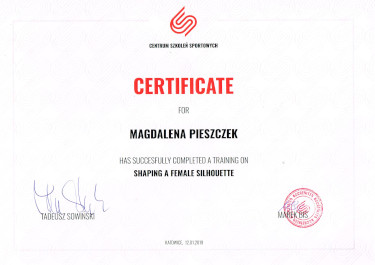 CENTRUM SZKOLEŃ SPORTOWYCH
CERTIFICATE
FOR
MAGDALENA PIESZCZEK
HAS SUCCESFULLY COMPLETED A TRAINING ON
SHAPING A FEMALE SILHOUETTE
TADEUSZ SOWIŃSKI
MAREK
KATOWICE, 12.01.2018